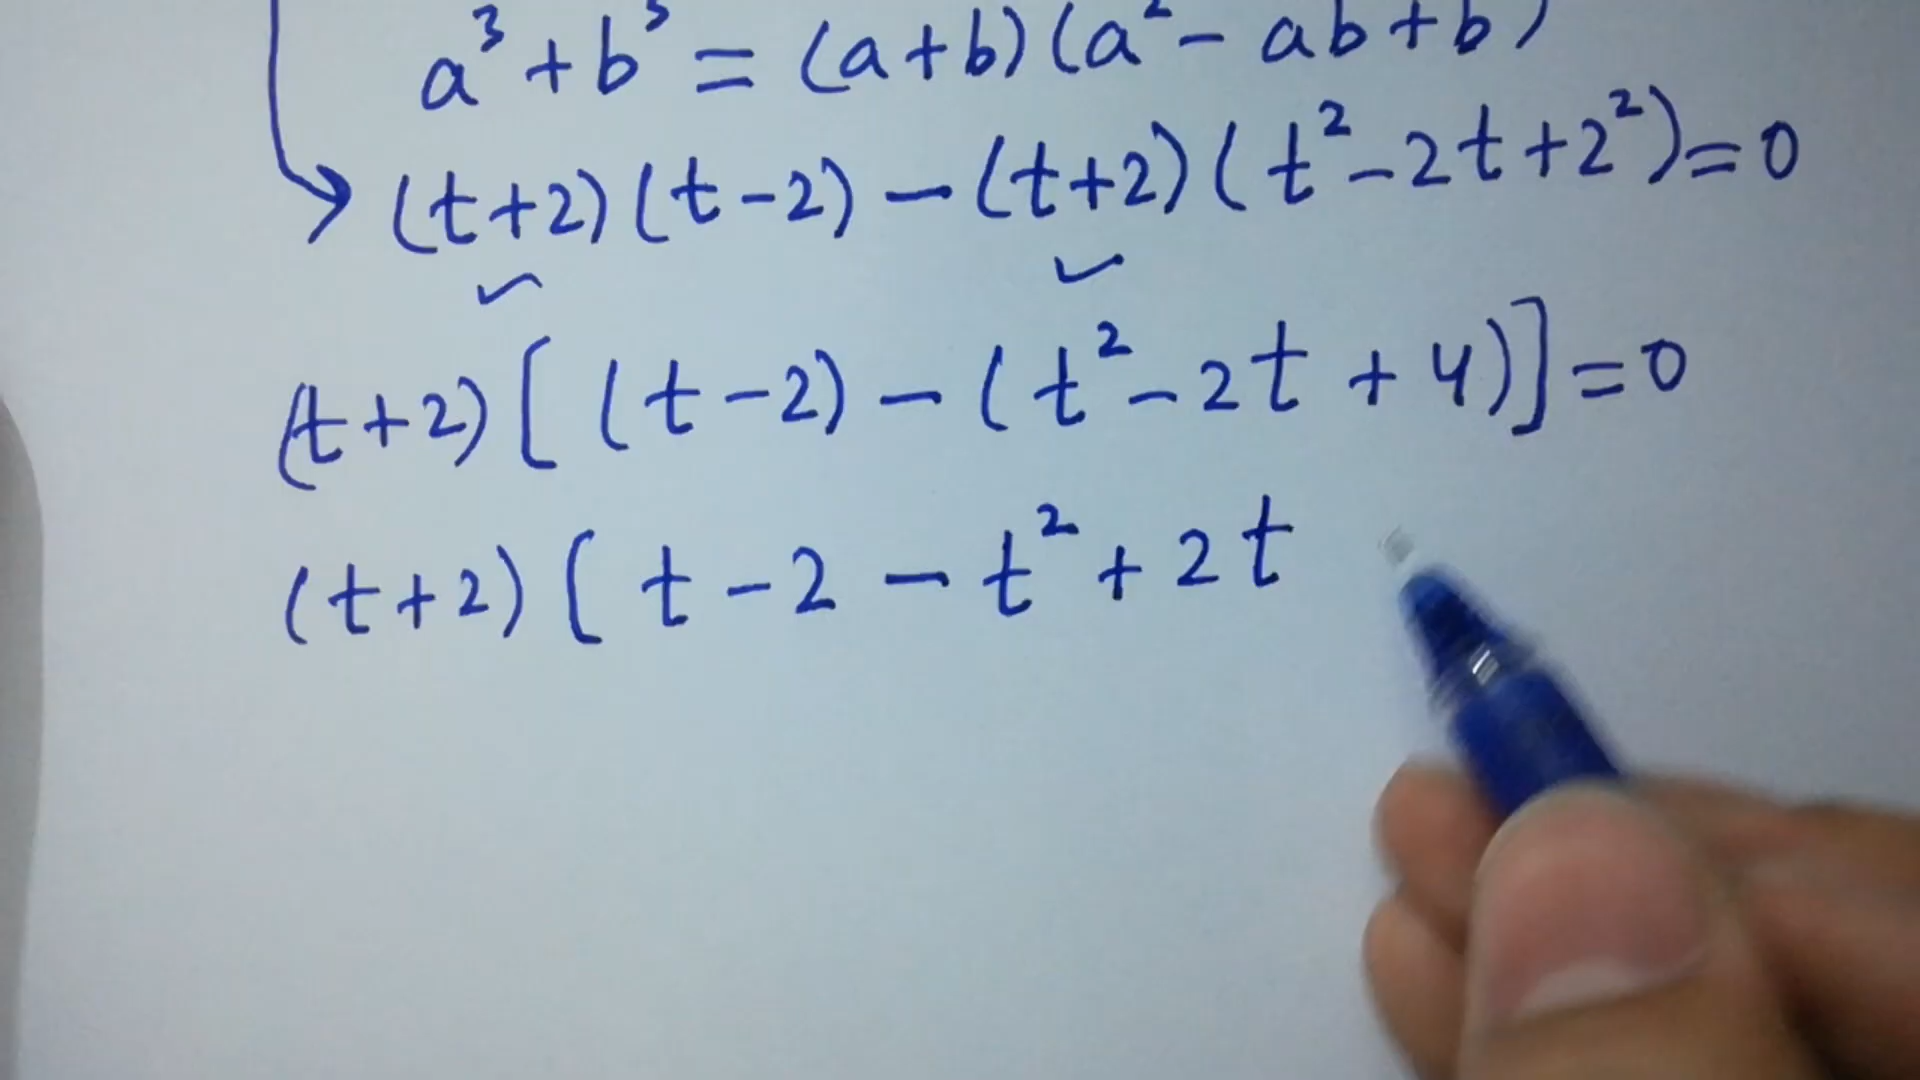 a³ + b³ = (a+b)(a² - ab + b)
(t+2)(t-2) - (t+2)(t² - 2t + 2²) = 0
(t+2)[(t-2) - (t² - 2t + 4)] = 0
(t+2)[t - 2 - t² + 2t